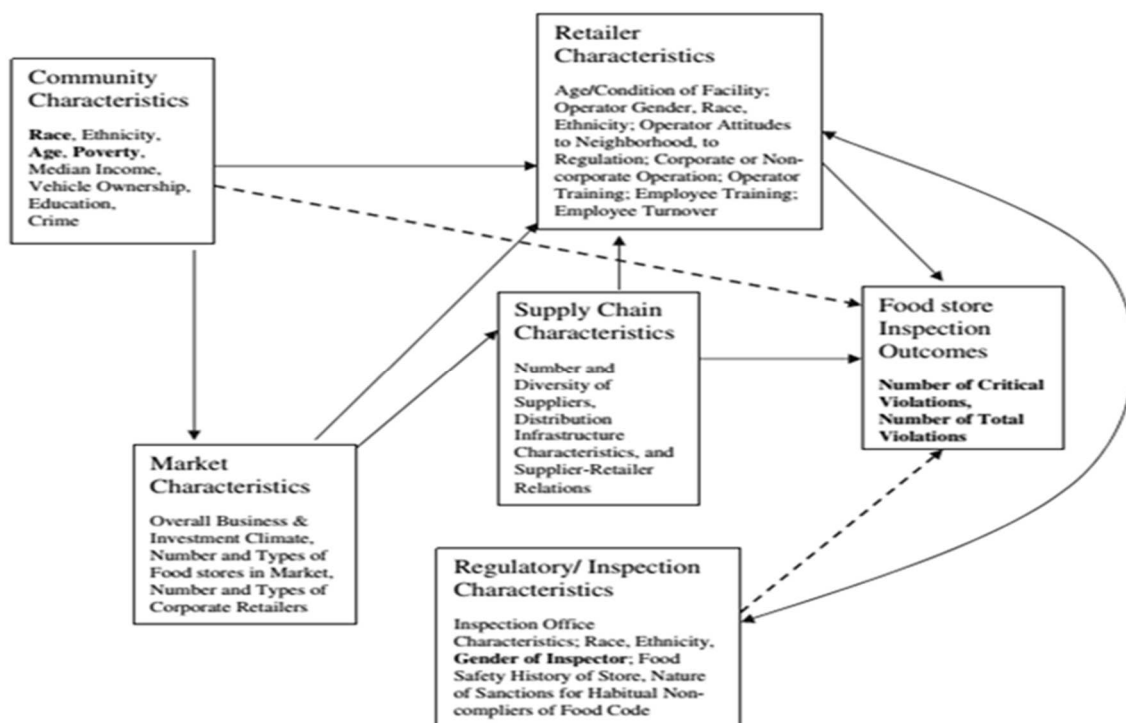 Community
Characteristics
Race, Ethnicity,
Age, Poverty,
Median Income,
Vehicle Ownership,
Education,
Crime
Retailer
Characteristics
Age/Condition of Facility;
Operator Gender, Race,
Ethnicity; Operator Attitudes
to Neighborhood, to
Regulation; Corporate or Non-
corporate Operation; Operator
Training; Employee Training;
Employee Turnover
Supply Chain
Characteristics
Number and
Diversity of
Suppliers,
Distribution
Infrastructure
Characteristics, and
Supplier-Retailer
Relations
Food store
Inspection
Outcomes
Number of Critical
Violations,
Number of Total
Violations
Market
Characteristics
Overall Business &
Investment Climate,
Number and Types of
Food stores in Market,
Number and Types of
Corporate Retailers
Regulatory/ Inspection
Characteristics
Inspection Office
Characteristics; Race, Ethnicity,
Gender of Inspector; Food
Safety History of Store, Nature
of Sanctions for Habitual Non-
compliers of Food Code